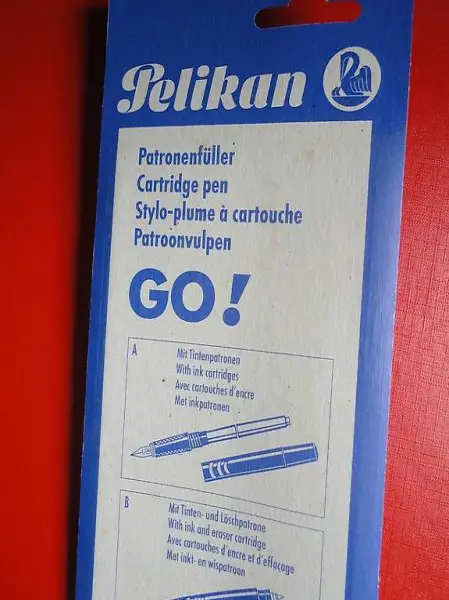 Pelikan
Patronenfüller
Cartridge pen
Stylo-plume à cartouche
Patroonvulpen
GO!
A
Mit Tintenpatronen
With ink cartridges
Avec cartouches d'encre
Met inkpatronen
B
Mit Tinten- und Löschpatrone
With ink and eraser cartridge
Avec cartouches d'encre et d'effaçage
Met inkt- en wispatroon